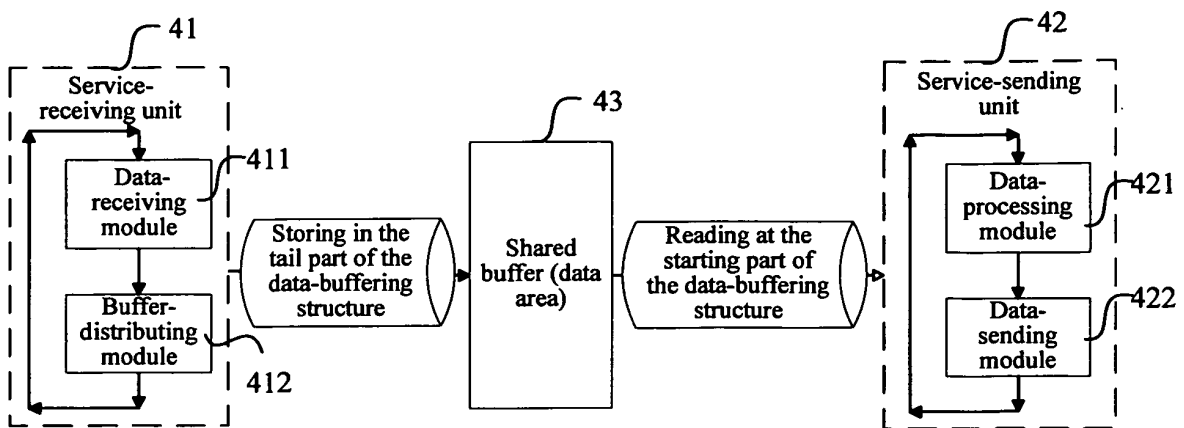 41
Service-
receiving unit
411
Data-
receiving
module
Buffer-
distributing
module
412
Storing in the
tail part of the
data-buffering
structure
43
Shared
buffer (data
area)
Reading at the
starting part of
the data-buffering
structure
42
Service-sending
unit
421
Data-
processing
module
422
Data-
sending
module